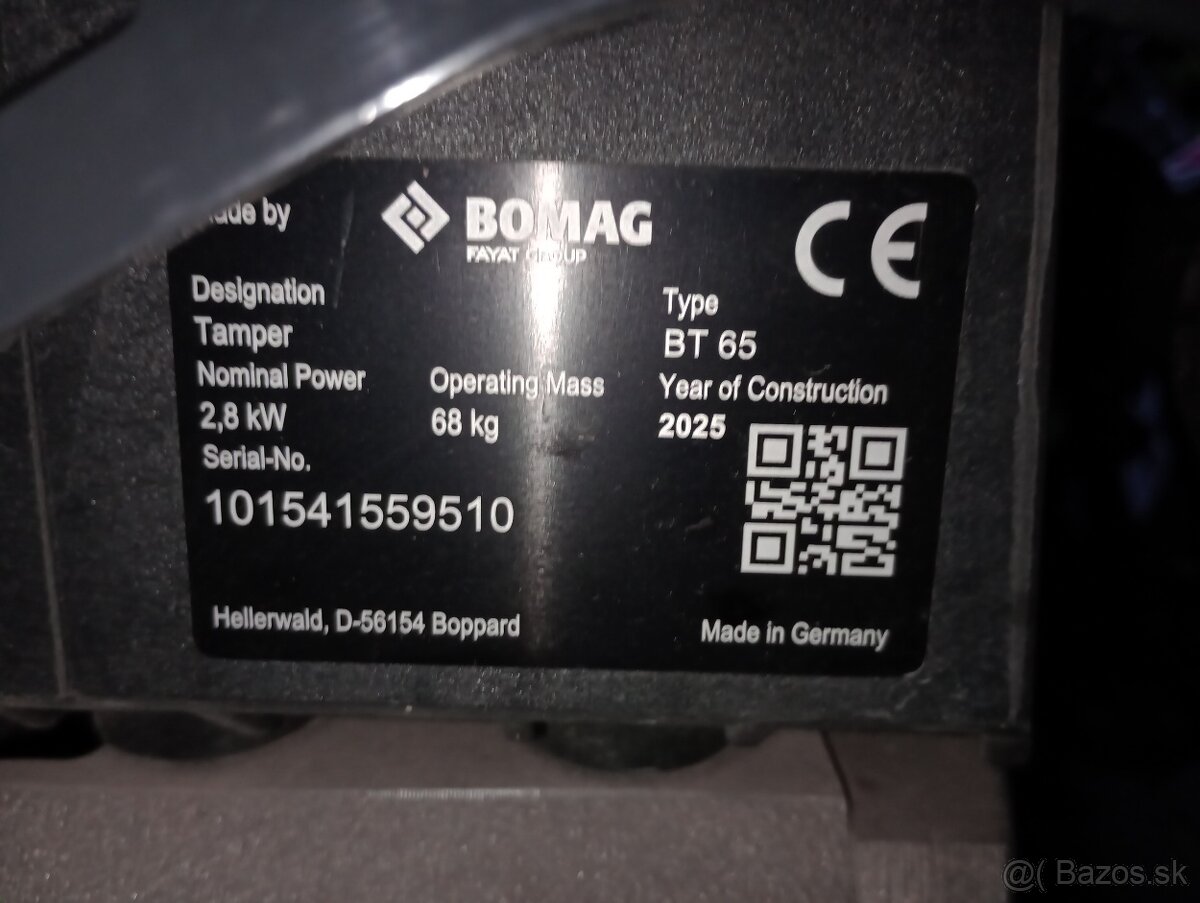 Made by
BOMAG
FAYAT GROUP
CE
Designation
Tamper
Type
BT 65
Nominal Power
2,8 kW
Operating Mass
68 kg
Year of Construction
2025
Serial-No.
101541559510
Hellerwald, D-56154 Boppard
Made in Germany
@( Bazos.sk